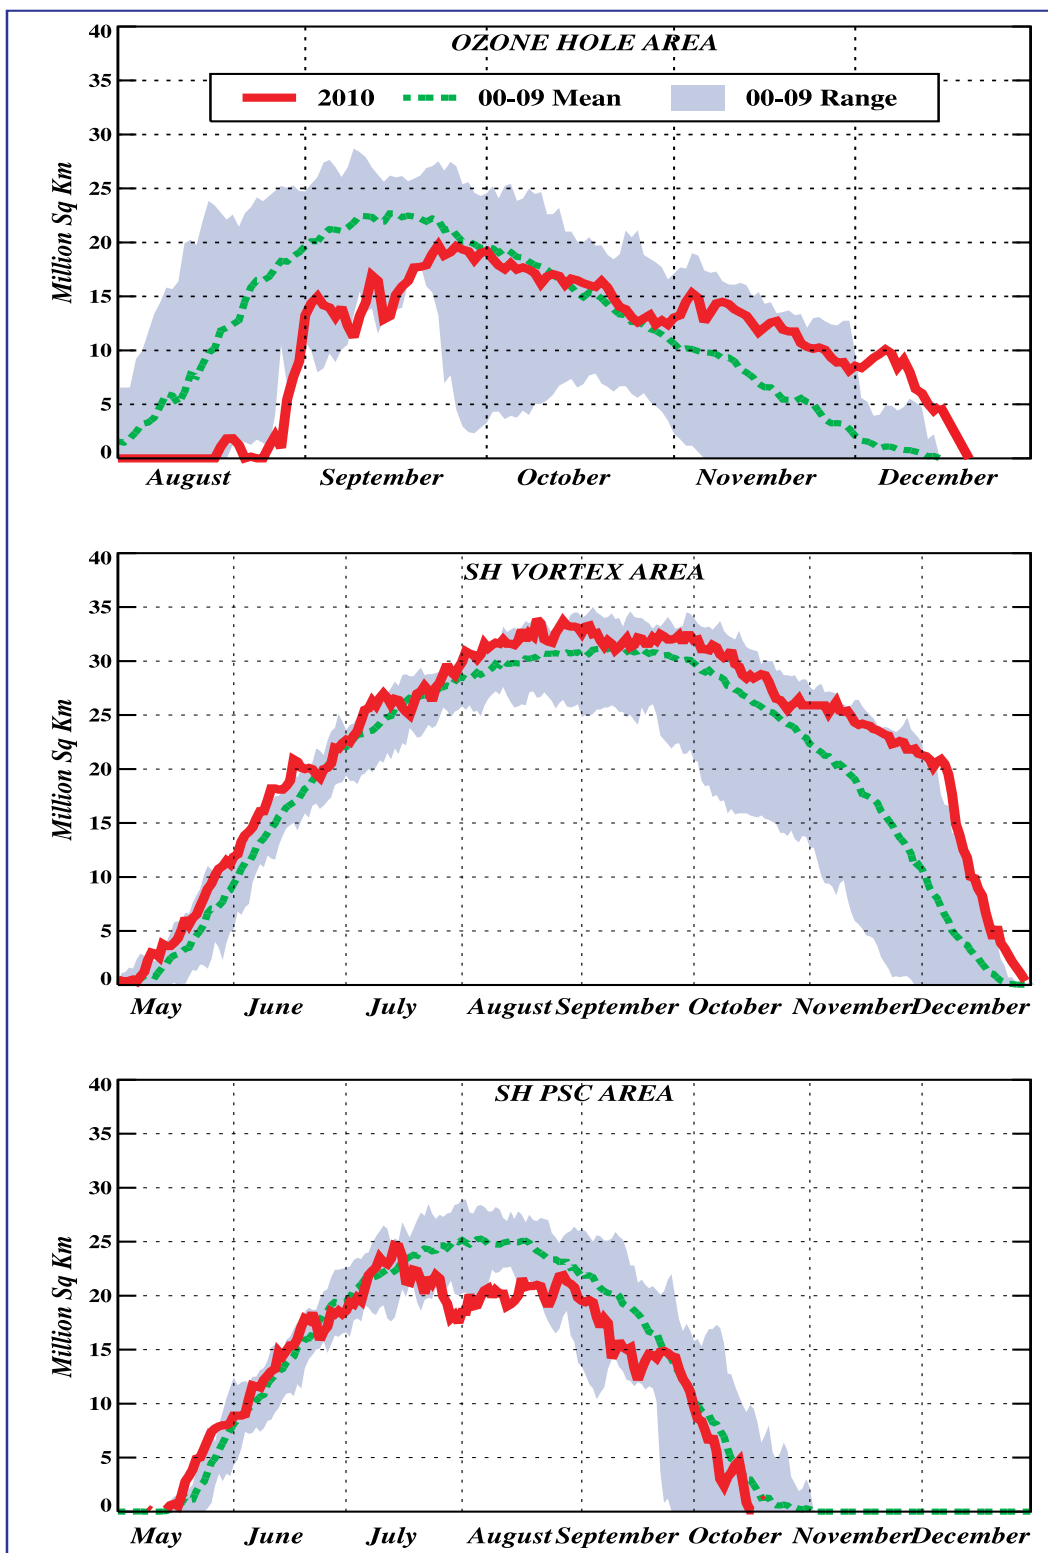 OZONE HOLE AREA
2010 00-09 Mean 00-09 Range
Million Sq Km
40
35
30
25
20
15
10
5
0
August September October November December
SH VORTEX AREA
Million Sq Km
40
35
30
25
20
15
10
5
0
May June July August September October November December
SH PSC AREA
Million Sq Km
40
35
30
25
20
15
10
5
0
May June July August September October November December